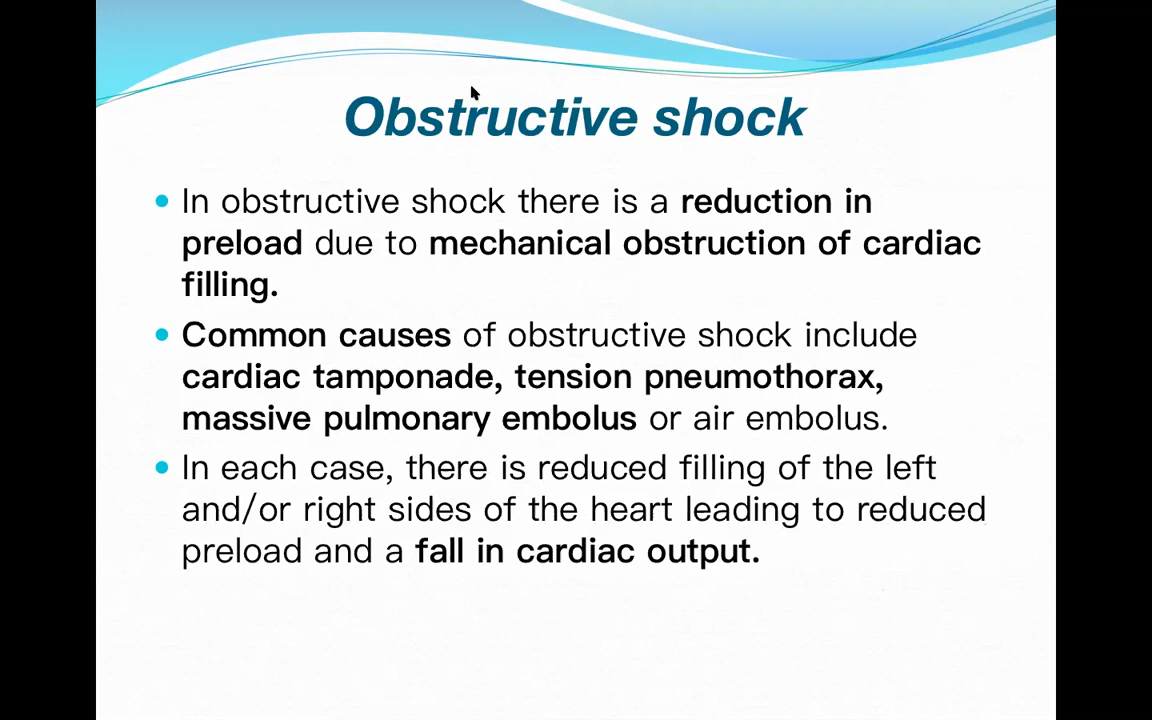 Obstructive shock
• In obstructive shock there is a reduction in
preload due to mechanical obstruction of cardiac
filling.
• Common causes of obstructive shock include
cardiac tamponade, tension pneumothorax,
massive pulmonary embolus or air embolus.
• In each case, there is reduced filling of the left
and/or right sides of the heart leading to reduced
preload and a fall in cardiac output.